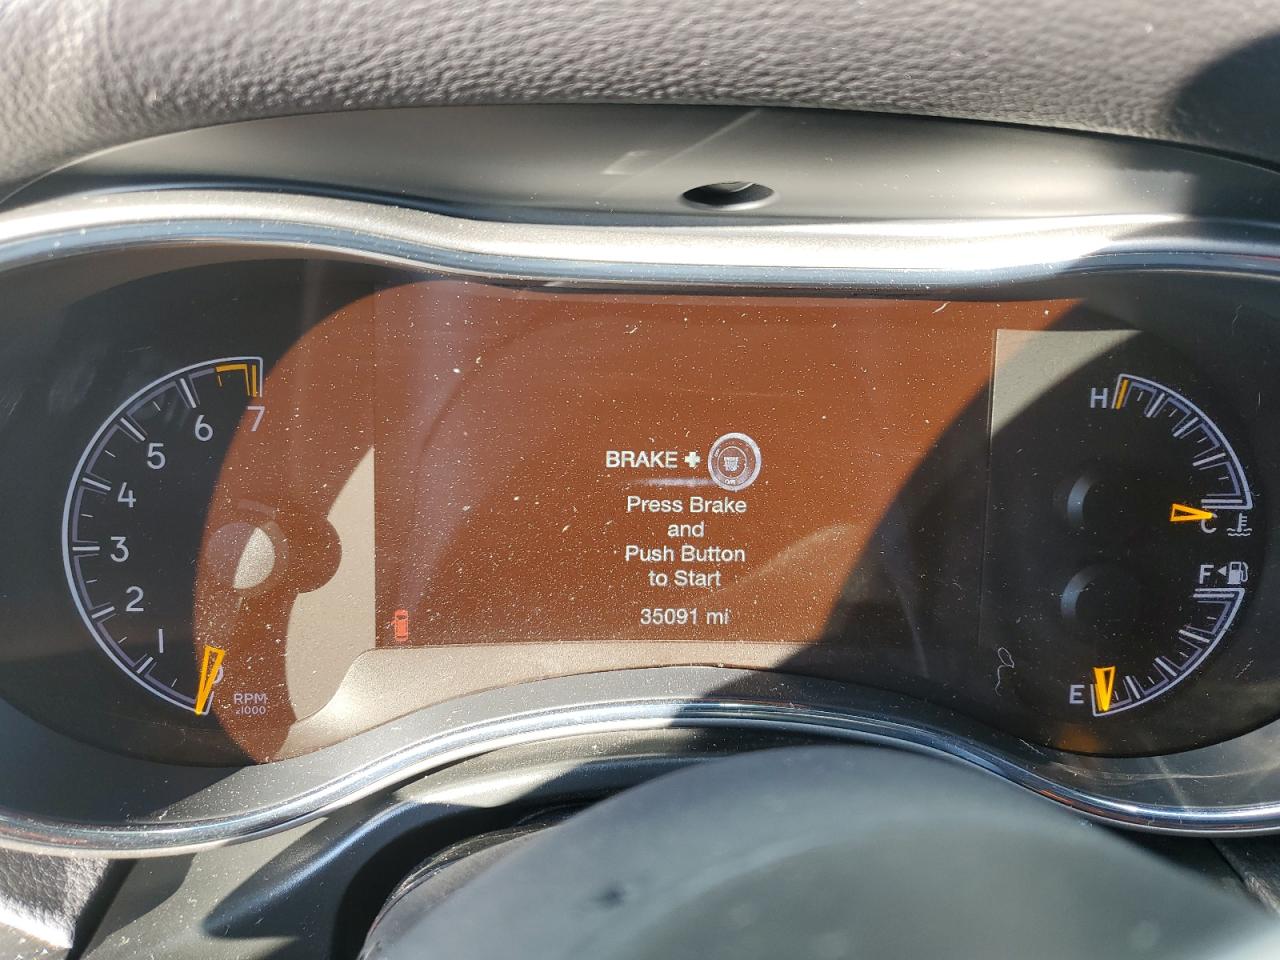 7
6
5
4
3
2
1
0
RPM
x1000
BRAKE +
Press Brake
and
Push Button
to Start
35091 mi
H
C
F
E